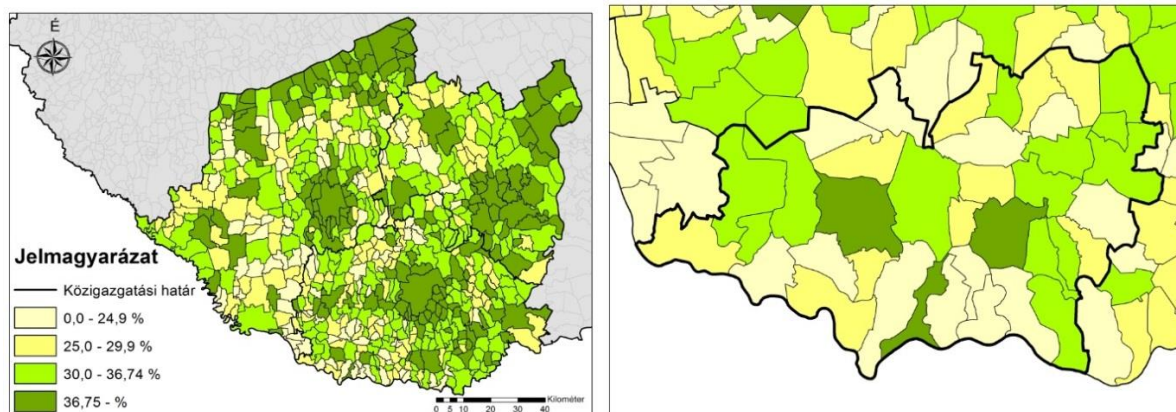 É
Jelmagyarázat
Közigazgatási határ
0,0 - 24,9 %
25,0 - 29,9 %
30,0 - 36,74 %
36,75 - %
Kilométer
0 5 10 20 30 40